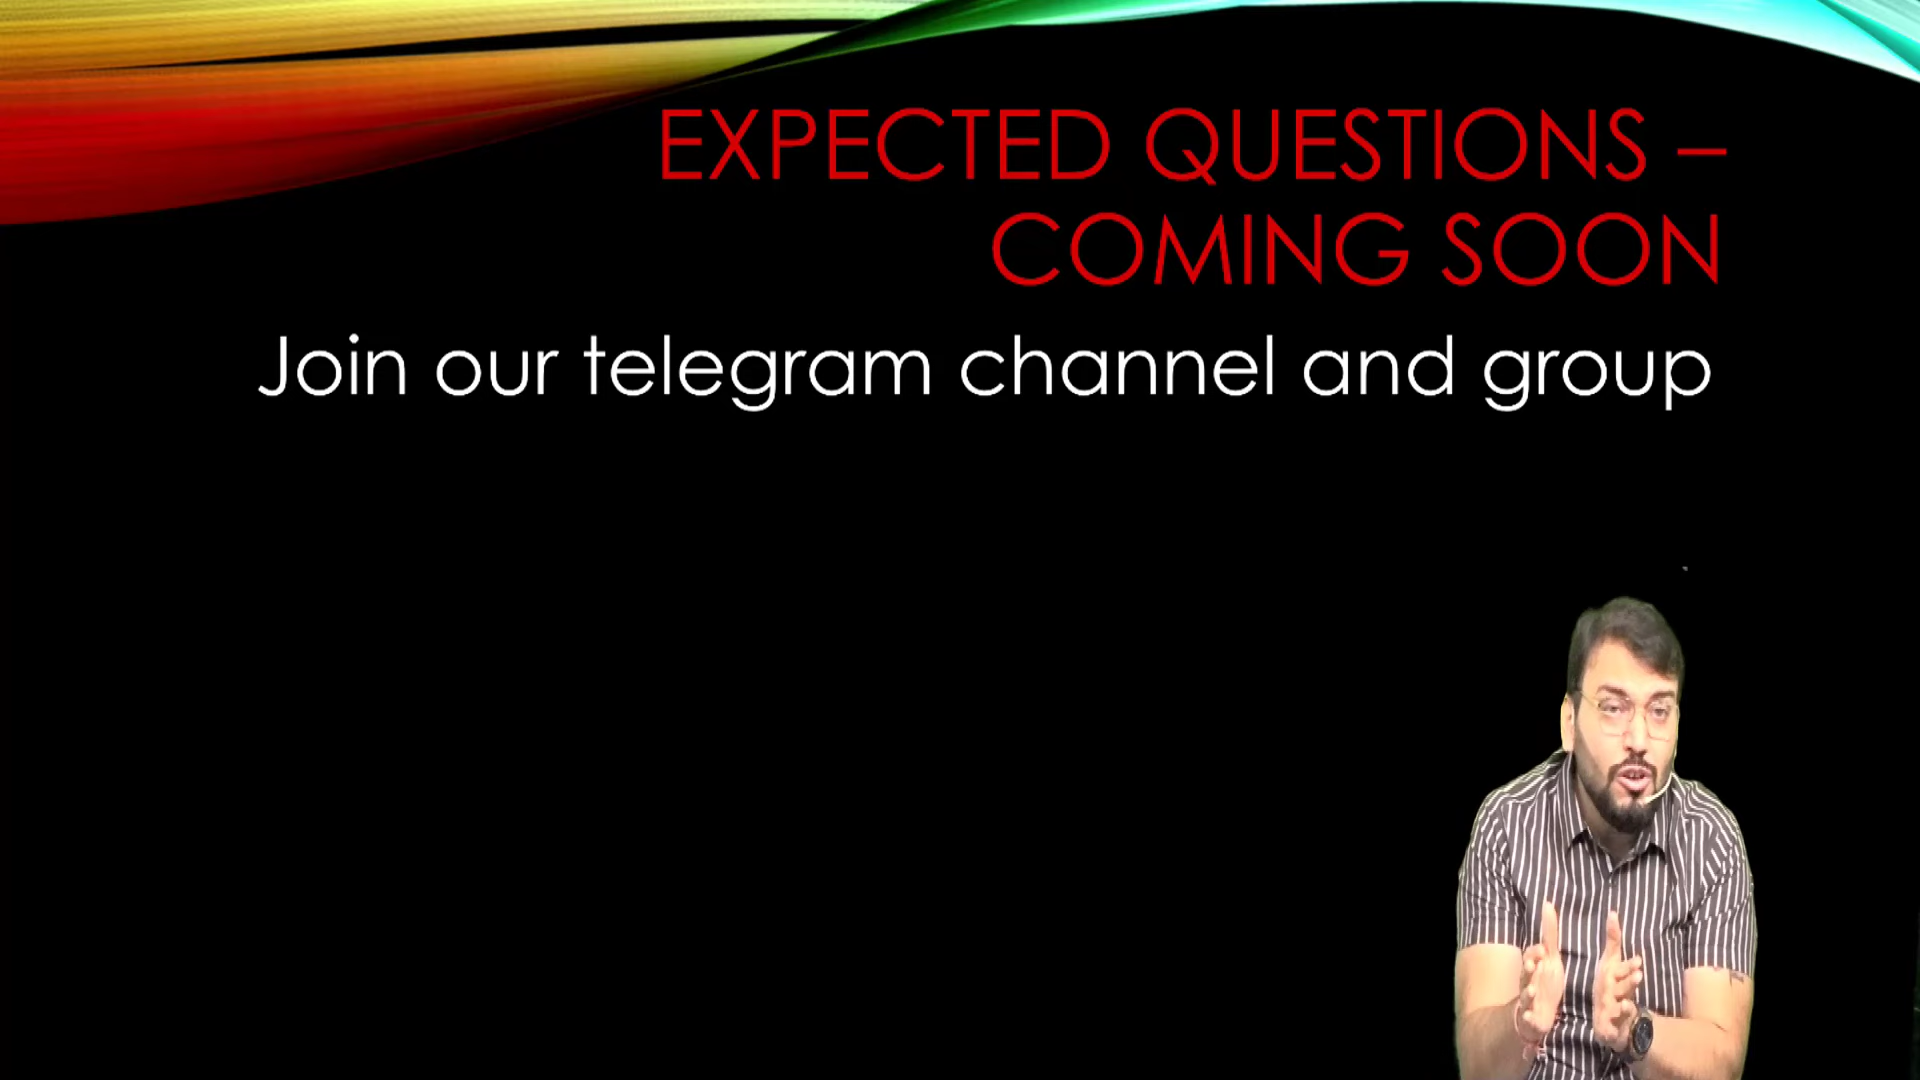 EXPECTED QUESTIONS –
COMING SOON
Join our telegram channel and group